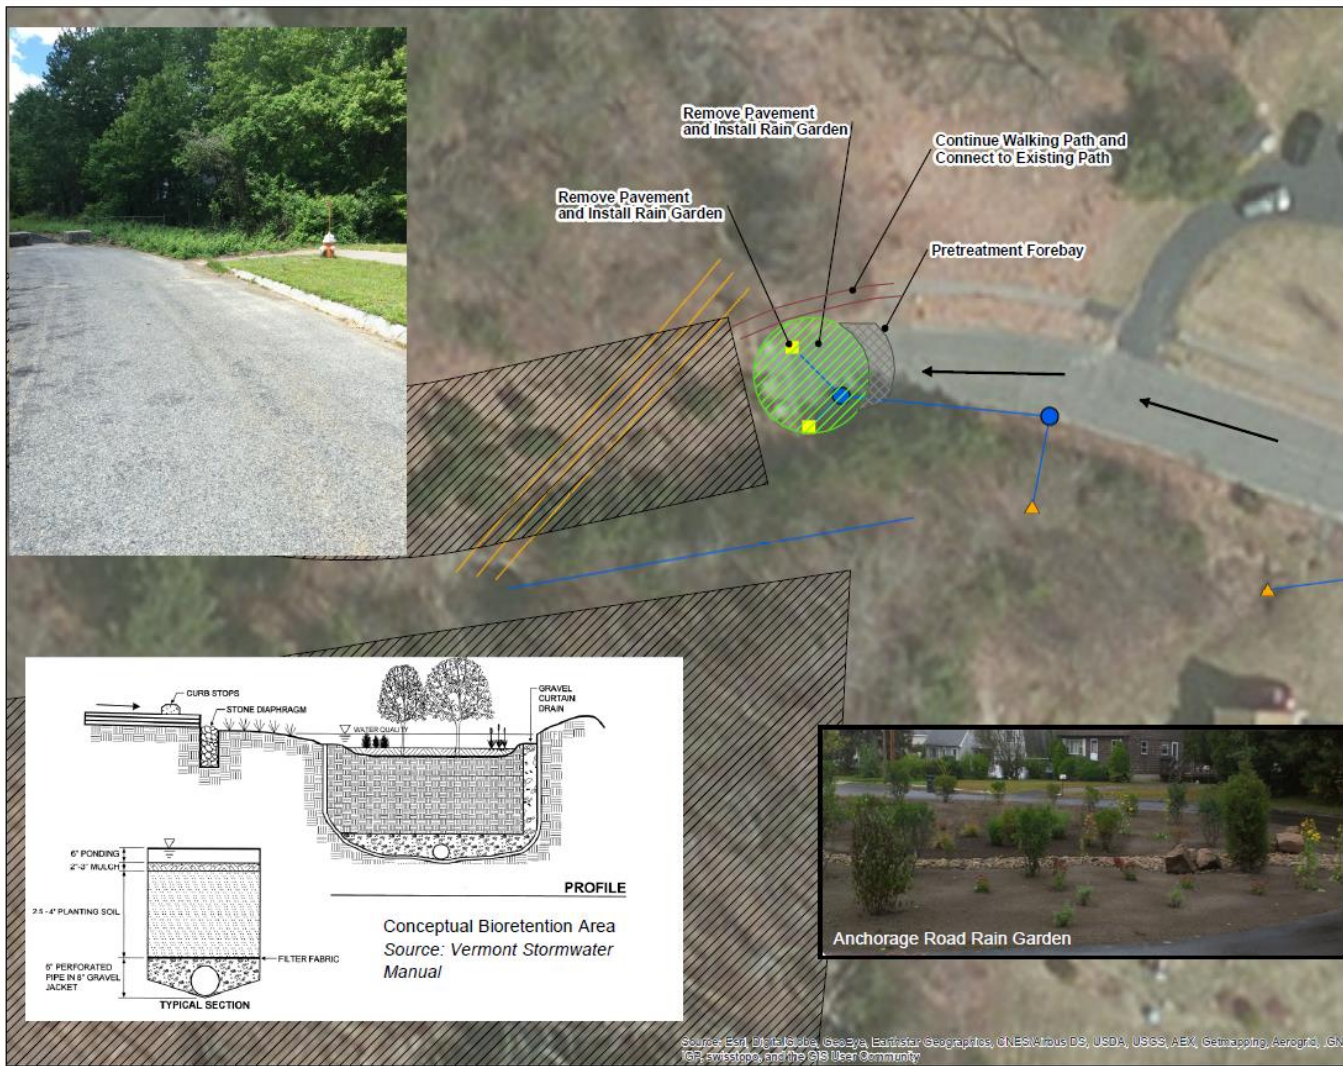 Remove Pavement
and Install Rain Garden
Continue Walking Path and
Connect to Existing Path
Remove Pavement
and Install Rain Garden
Pretreatment Forebay
CURB STOPS
STONE DIAPHRAGM
GRAVEL
CURTAIN
DRAIN
WATER QUALITY
6" PONDING
2"-3" MULCH
2.5 - 4' PLANTING SOIL
FILTER FABRIC
6" PERFORATED
PIPE IN 8" GRAVEL
JACKET
TYPICAL SECTION
PROFILE
Conceptual Bioretention Area
Source: Vermont Stormwater
Manual
Anchorage Road Rain Garden
Source: Esri, DigitalGlobe, GeoEye, Earthstar Geographics, CNES/Airbus DS, USDA, USGS, AEX, Getmapping, Aerogrid, IGN,
IGP, swisstopo, and the GIS User Community